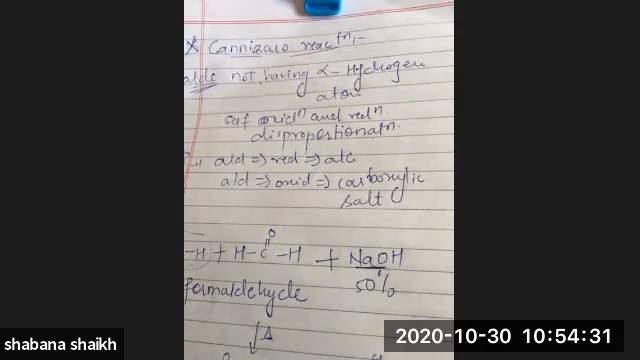 * Cannizaro reacⁿ,-
alde not having α-Hydrogen
atom
self oxidⁿ and redⁿ.
disproportionatⁿ.
ald ⇒ red ⇒ alc
ald ⇒ oxid ⇒ carboxylic
salt
O
-H + H-C-H + NaOH
formaldehyde 50%
Δ
shabana shaikh
2020-10-30 10:54:31